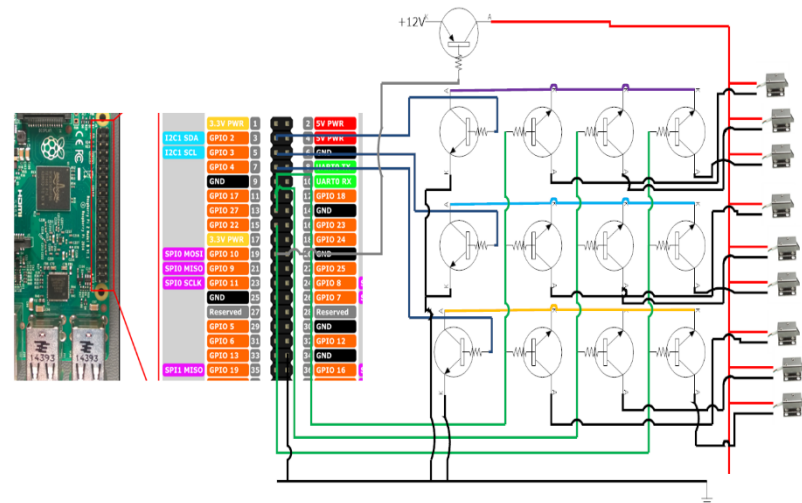 +12V K A
3.3V PWR 1 2 5V PWR
I2C1 SDA GPIO 2 3 4 5V PWR
I2C1 SCL GPIO 3 5 6 GND
GPIO 4 7 UART0 TX
GND 9 10 UART0 RX
GPIO 17 11 12 GPIO 18
GPIO 27 13 14 GND
GPIO 22 15 16 GPIO 23
3.3V PWR 17 18 GPIO 24
SPI0 MOSI GPIO 10 19 GND
SPI0 MISO GPIO 9 21 22 GPIO 25
SPI0 SCLK GPIO 11 23 24 GPIO 8
GND 25 26 GPIO 7
Reserved 27 28 Reserved
GPIO 5 29 30 GND
GPIO 6 31 32 GPIO 12
GPIO 13 33 GND
SPI1 MISO GPIO 19 35 GPIO 16
HDMI
14393
14393